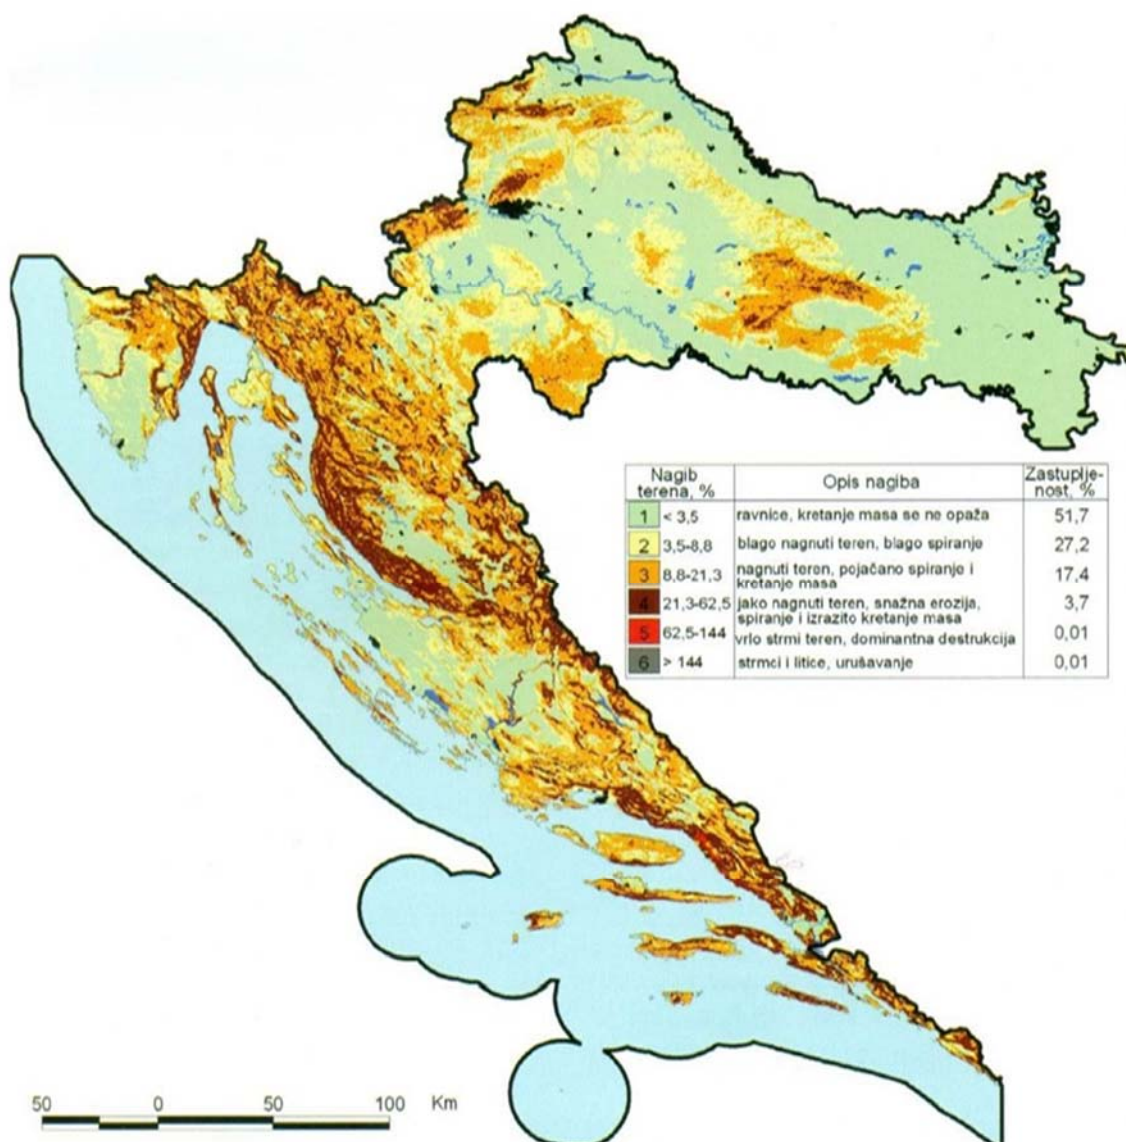 Nagib terena, % Opis nagiba Zastuplje-nost, %
1 < 3,5 ravnice, kretanje masa se ne opaža 51,7
2 3,5-8,8 blago nagnuti teren, blago spiranje 27,2
3 8,8-21,3 nagnuti teren, pojačano spiranje i kretanje masa 17,4
4 21,3-62,5 jako nagnuti teren, snažna erozija, spiranje i izrazito kretanje masa 3,7
5 62,5-144 vrlo strmi teren, dominantna destrukcija 0,01
6 > 144 strmci i litice, urušavanje 0,01
50 0 50 100 Km